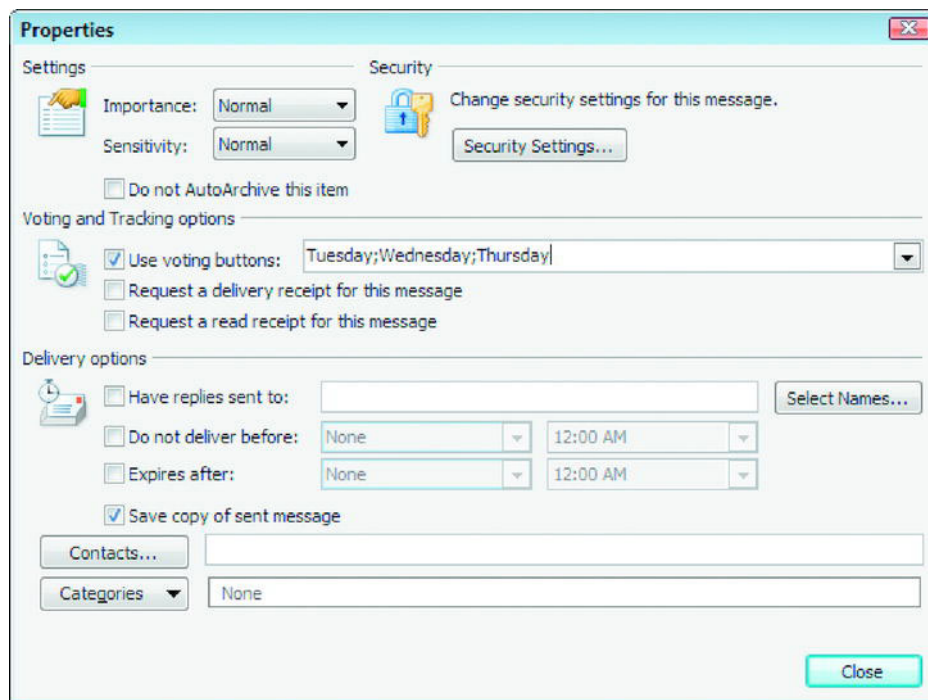 Properties
Settings
Security
Importance: Normal
Change security settings for this message.
Sensitivity: Normal
Security Settings...
Do not AutoArchive this item
Voting and Tracking options
Use voting buttons: Tuesday;Wednesday;Thursday
Request a delivery receipt for this message
Request a read receipt for this message
Delivery options
Have replies sent to: Select Names...
Do not deliver before: None 12:00 AM
Expires after: None 12:00 AM
Save copy of sent message
Contacts...
Categories None
Close